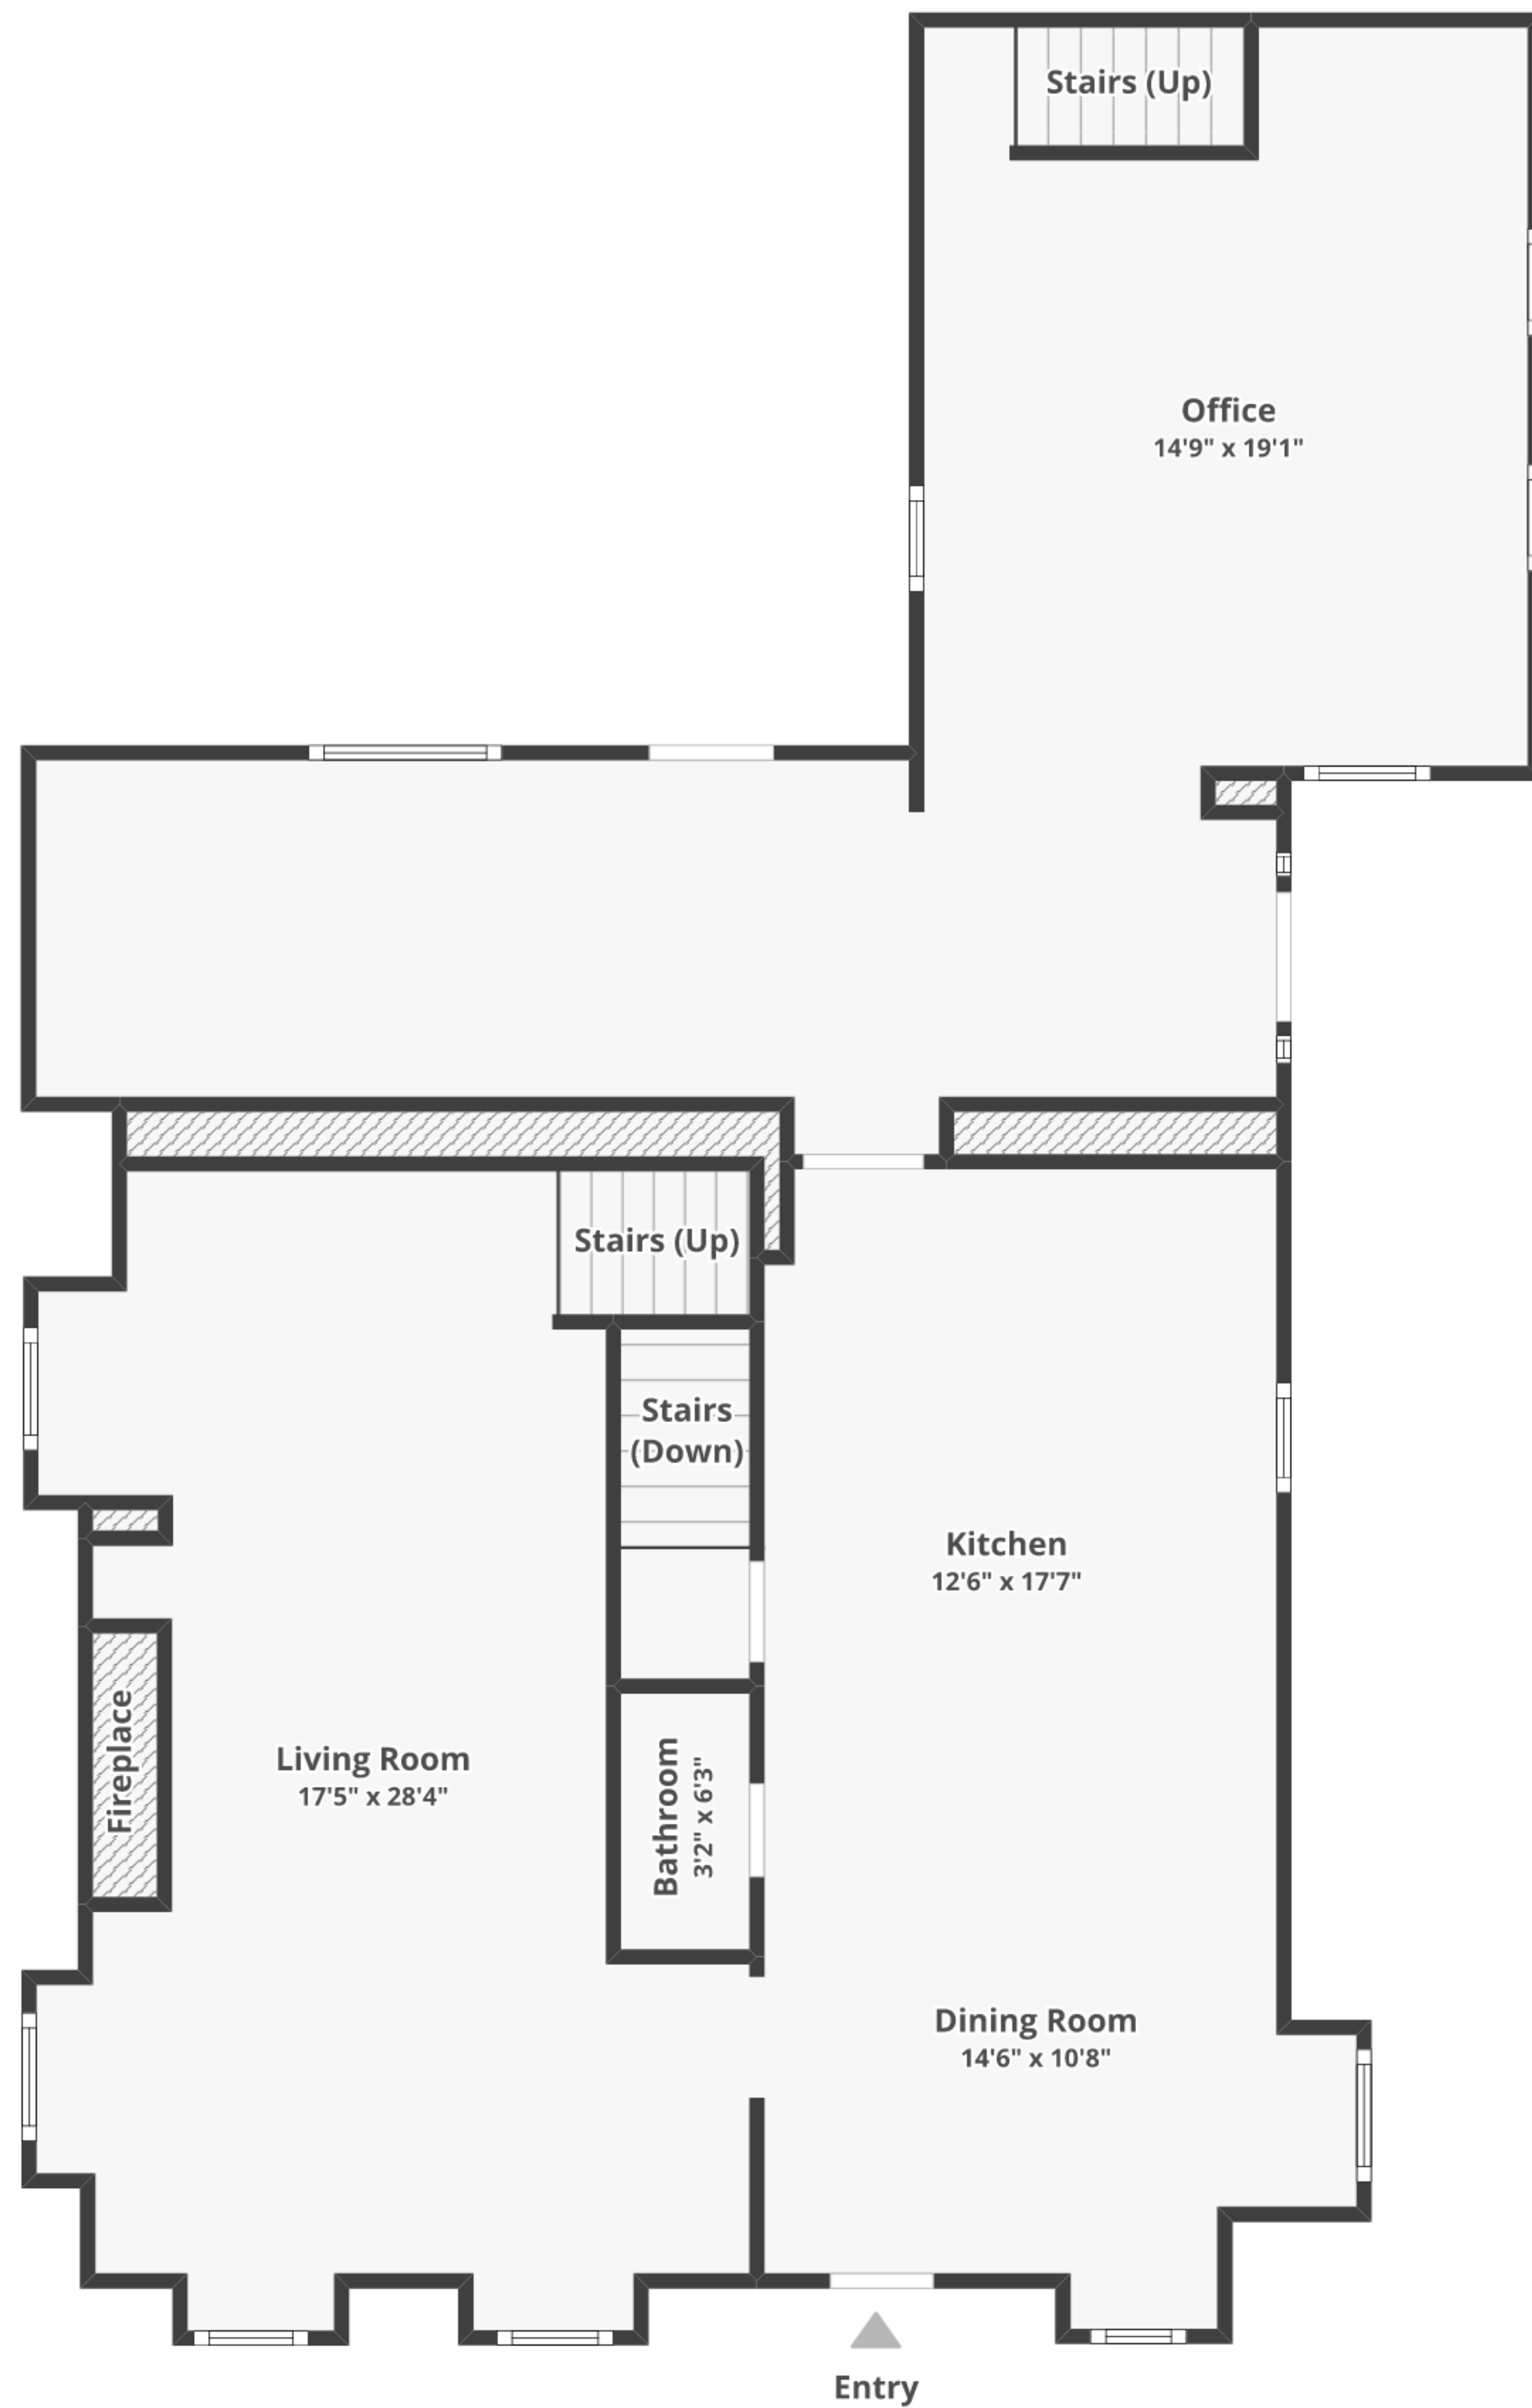 Stairs (Up)
Office
14'9" x 19'1"
Stairs (Up)
Stairs
(Down)
Kitchen
12'6" x 17'7"
Fireplace
Living Room
17'5" x 28'4"
Bathroom
3'2" x 6'3"
Dining Room
14'6" x 10'8"
Entry